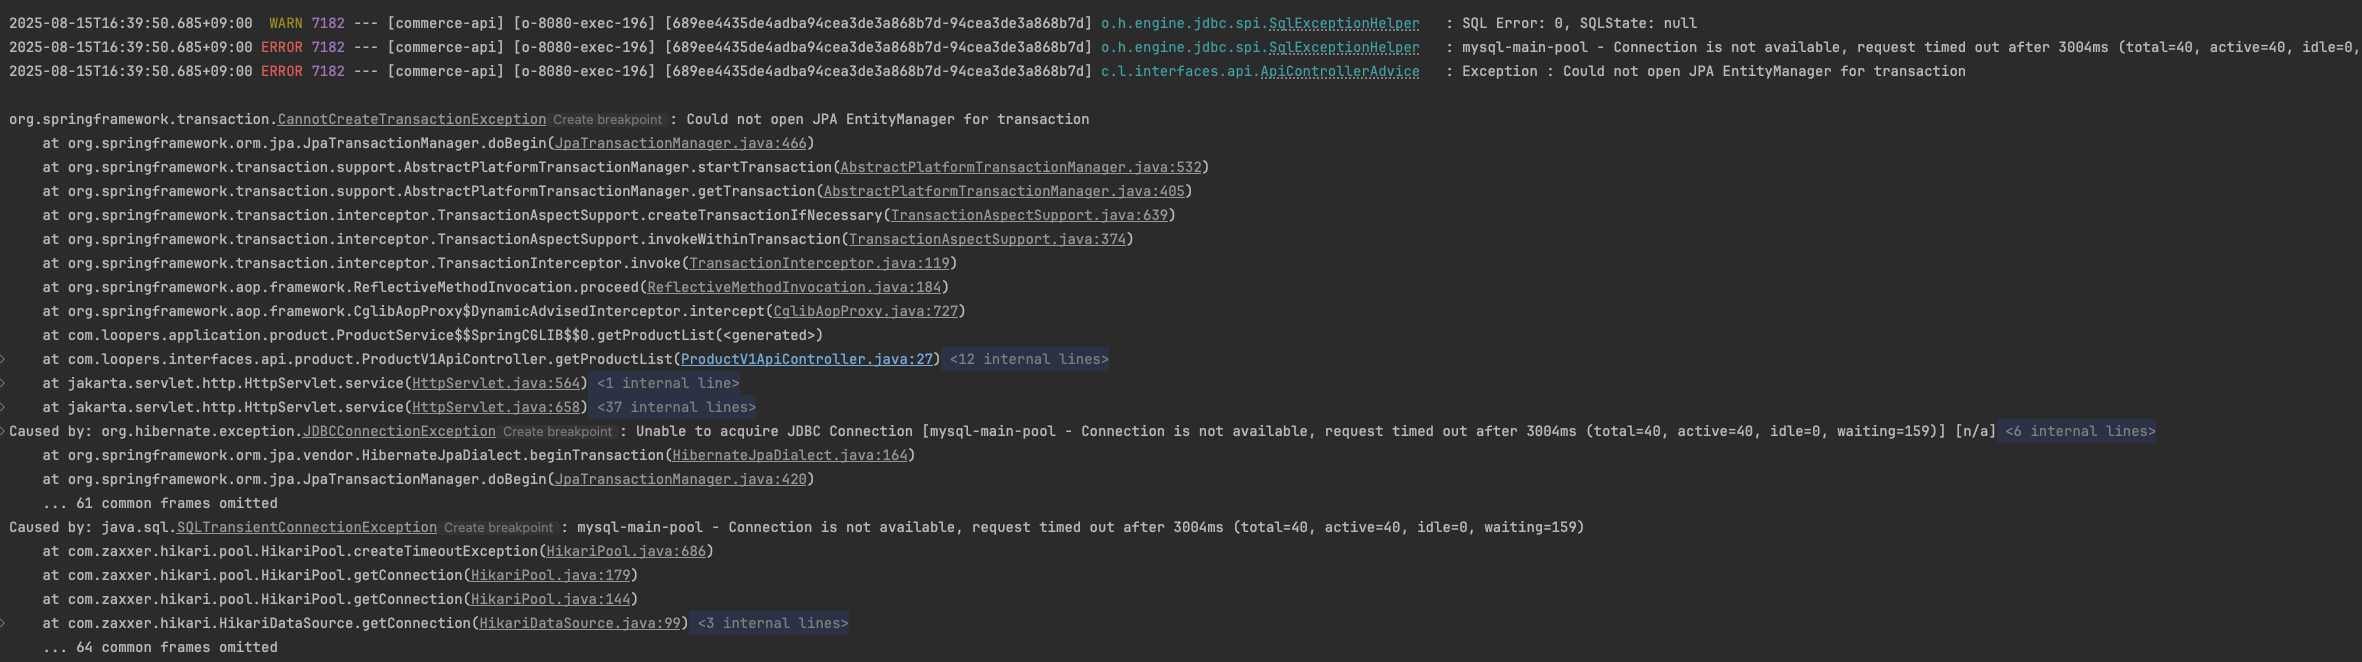 2025-08-15T16:39:50.685+09:00  WARN 7182 --- [commerce-api] [o-8080-exec-196] [689ee4435de4adba94cea3de3a868b7d-94cea3de3a868b7d] o.h.engine.jdbc.spi.SqlExceptionHelper   : SQL Error: 0, SQLState: null
2025-08-15T16:39:50.685+09:00 ERROR 7182 --- [commerce-api] [o-8080-exec-196] [689ee4435de4adba94cea3de3a868b7d-94cea3de3a868b7d] o.h.engine.jdbc.spi.SqlExceptionHelper   : mysql-main-pool - Connection is not available, request timed out after 3004ms (total=40, active=40, idle=0,
2025-08-15T16:39:50.685+09:00 ERROR 7182 --- [commerce-api] [o-8080-exec-196] [689ee4435de4adba94cea3de3a868b7d-94cea3de3a868b7d] c.l.interfaces.api.ApiControllerAdvice   : Exception : Could not open JPA EntityManager for transaction
org.springframework.transaction.CannotCreateTransactionException Create breakpoint : Could not open JPA EntityManager for transaction
at org.springframework.orm.jpa.JpaTransactionManager.doBegin(JpaTransactionManager.java:466)
at org.springframework.transaction.support.AbstractPlatformTransactionManager.startTransaction(AbstractPlatformTransactionManager.java:532)
at org.springframework.transaction.support.AbstractPlatformTransactionManager.getTransaction(AbstractPlatformTransactionManager.java:405)
at org.springframework.transaction.interceptor.TransactionAspectSupport.createTransactionIfNecessary(TransactionAspectSupport.java:639)
at org.springframework.transaction.interceptor.TransactionAspectSupport.invokeWithinTransaction(TransactionAspectSupport.java:374)
at org.springframework.transaction.interceptor.TransactionInterceptor.invoke(TransactionInterceptor.java:119)
at org.springframework.aop.framework.ReflectiveMethodInvocation.proceed(ReflectiveMethodInvocation.java:184)
at org.springframework.aop.framework.CglibAopProxy$DynamicAdvisedInterceptor.intercept(CglibAopProxy.java:727)
at com.loopers.application.product.ProductService$$SpringCGLIB$$0.getProductList(<generated>)
at com.loopers.interfaces.api.product.ProductV1ApiController.getProductList(ProductV1ApiController.java:27) <12 internal lines>
at jakarta.servlet.http.HttpServlet.service(HttpServlet.java:564) <1 internal line>
at jakarta.servlet.http.HttpServlet.service(HttpServlet.java:658) <37 internal lines>
Caused by: org.hibernate.exception.JDBCConnectionException Create breakpoint : Unable to acquire JDBC Connection [mysql-main-pool - Connection is not available, request timed out after 3004ms (total=40, active=40, idle=0, waiting=159)] [n/a] <6 internal lines>
at org.springframework.orm.jpa.vendor.HibernateJpaDialect.beginTransaction(HibernateJpaDialect.java:164)
at org.springframework.orm.jpa.JpaTransactionManager.doBegin(JpaTransactionManager.java:420)
... 61 common frames omitted
Caused by: java.sql.SQLTransientConnectionException Create breakpoint : mysql-main-pool - Connection is not available, request timed out after 3004ms (total=40, active=40, idle=0, waiting=159)
at com.zaxxer.hikari.pool.HikariPool.createTimeoutException(HikariPool.java:686)
at com.zaxxer.hikari.pool.HikariPool.getConnection(HikariPool.java:179)
at com.zaxxer.hikari.pool.HikariPool.getConnection(HikariPool.java:144)
at com.zaxxer.hikari.HikariDataSource.getConnection(HikariDataSource.java:99) <3 internal lines>
... 64 common frames omitted